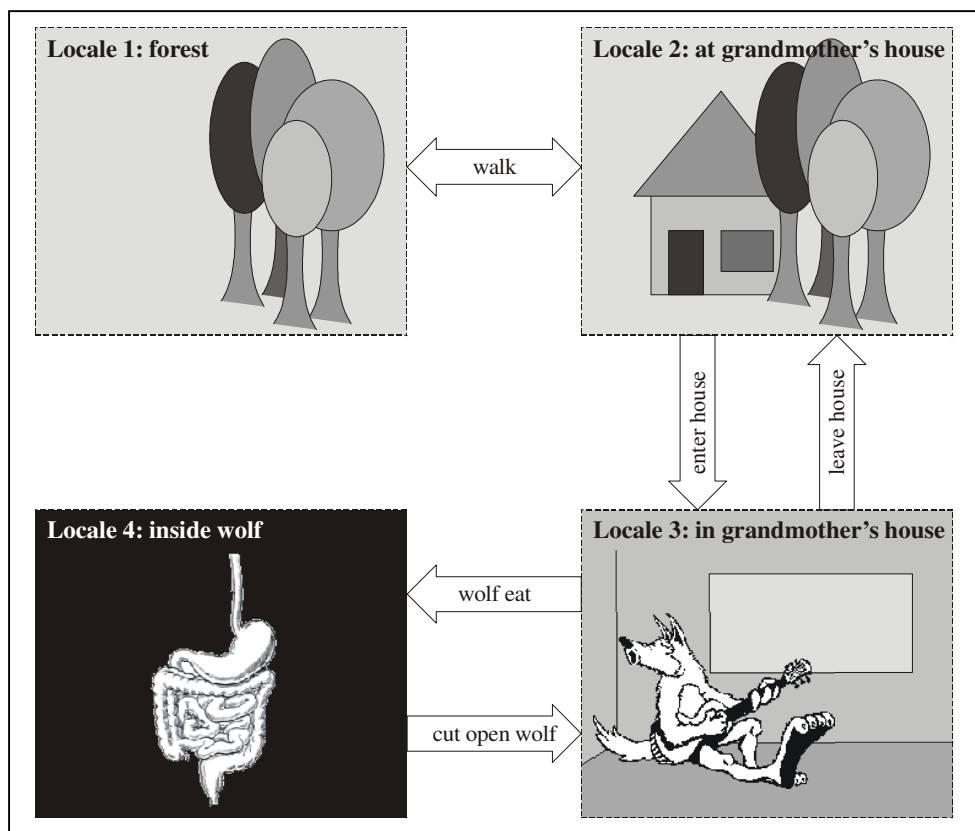 Locale 1: forest
Locale 2: at grandmother's house
walk
enter house
leave house
Locale 4: inside wolf
Locale 3: in grandmother's house
wolf eat
cut open wolf